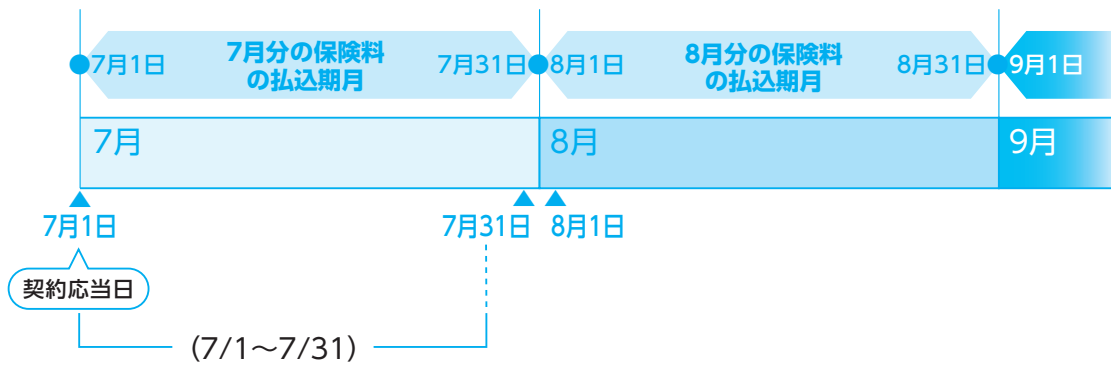 7月1日
7月分の保険料
の払込期月
7月31日
8月1日
8月分の保険料
の払込期月
8月31日
9月1日
7月
8月
9月
7月1日
7月31日
8月1日
契約応当日
(7/1～7/31)